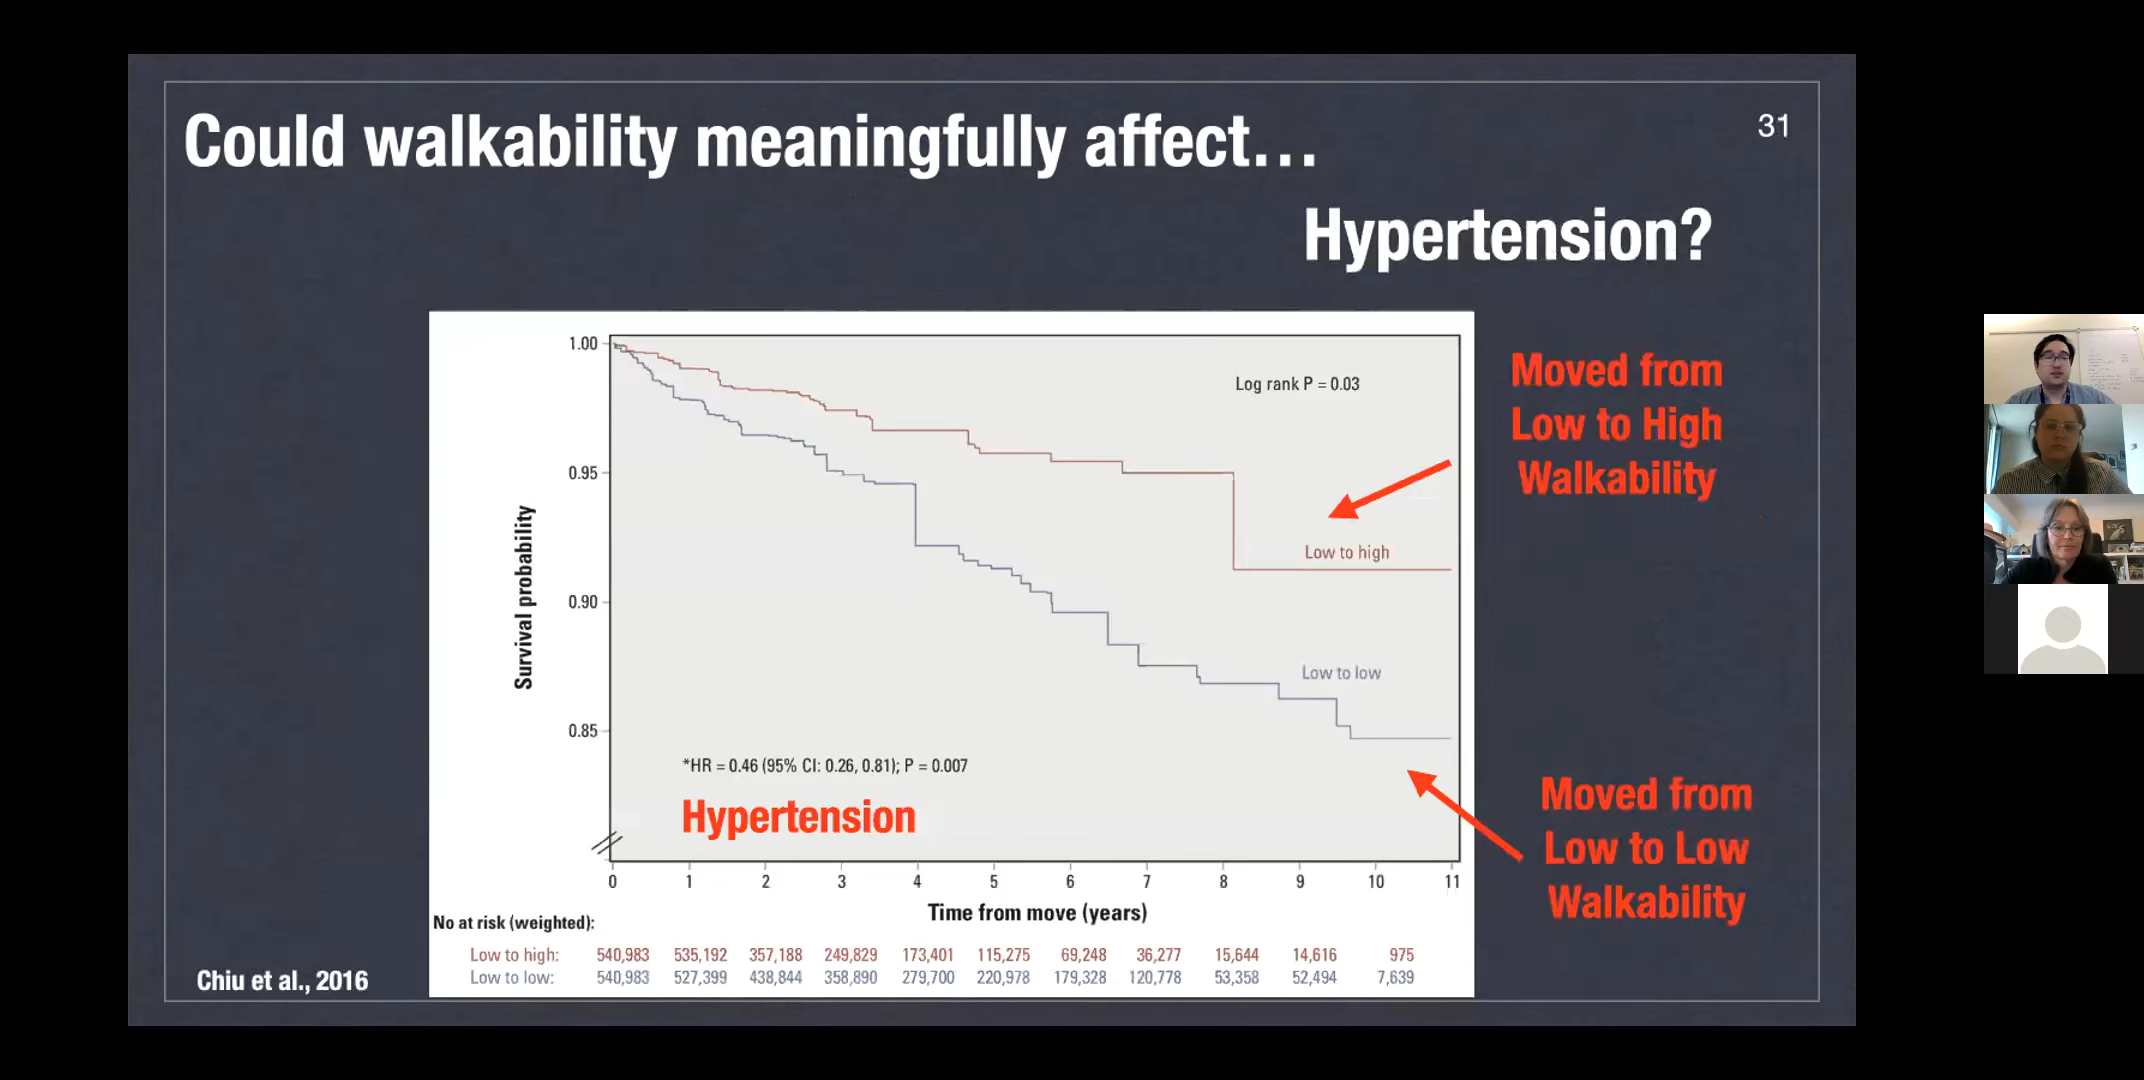 Could walkability meaningfully affect...
31
Hypertension?
1.00
0.95
0.90
0.85
Survival probability
Log rank P = 0.03
Low to high
Low to low
*HR = 0.46 (95% CI: 0.26, 0.81); P = 0.007
Hypertension
0 1 2 3 4 5 6 7 8 9 10 11
Time from move (years)
No at risk (weighted):
Low to high: 540,983 535,192 357,188 249,829 173,401 115,275 69,248 36,277 15,644 14,616 975
Low to low: 540,983 527,399 438,844 358,890 279,700 220,978 179,328 120,778 53,358 52,494 7,639
Moved from
Low to High
Walkability
Moved from
Low to Low
Walkability
Chiu et al., 2016